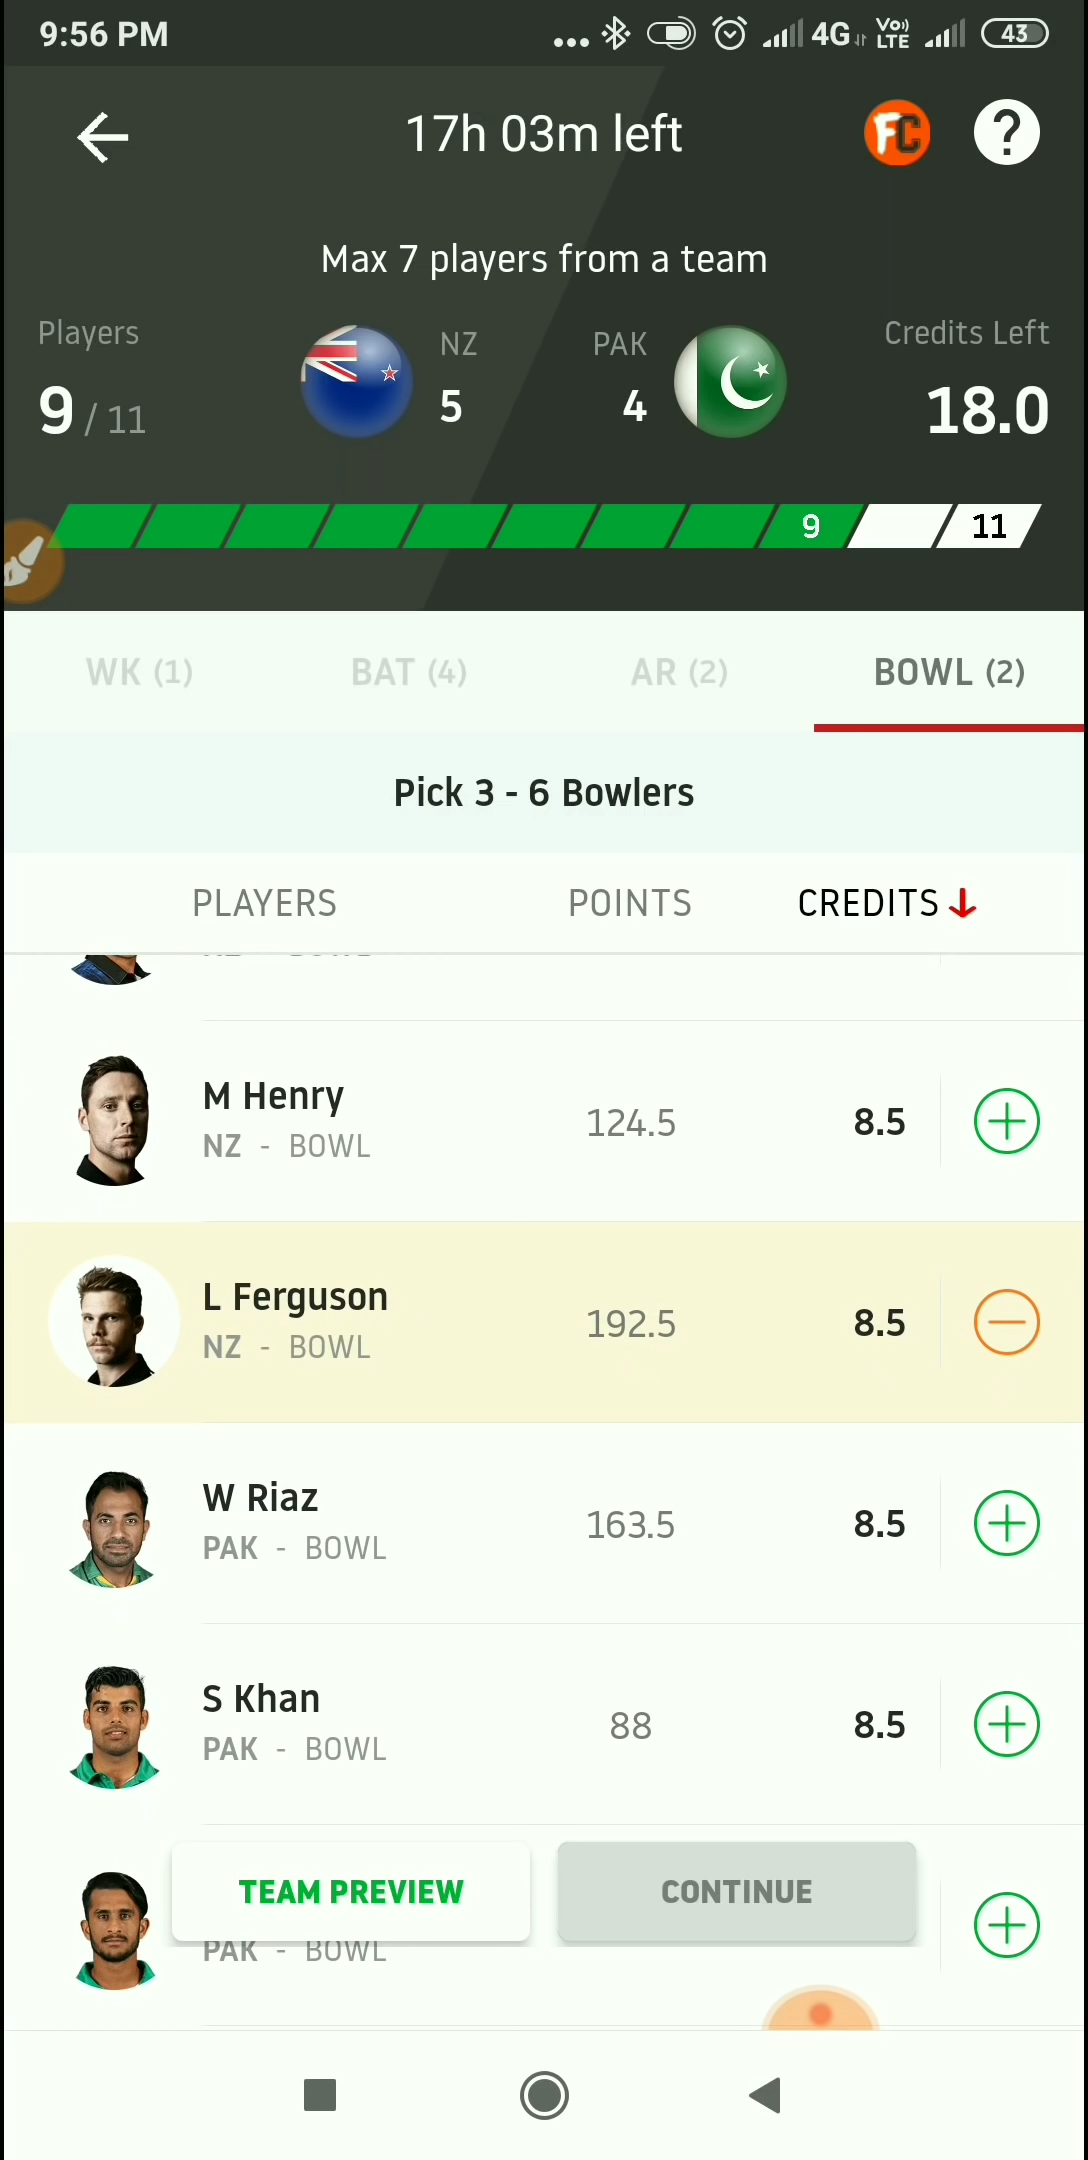 9:56 PM
4G
Vo))
LTE
43
17h 03m left
FC
?
Max 7 players from a team
Players
NZ
PAK
Credits Left
9 / 11
5
4
18.0
9
11
WK (1)
BAT (4)
AR (2)
BOWL (2)
Pick 3 - 6 Bowlers
PLAYERS
POINTS
CREDITS
M Henry
NZ - BOWL
124.5
8.5
L Ferguson
NZ - BOWL
192.5
8.5
W Riaz
PAK - BOWL
163.5
8.5
S Khan
PAK - BOWL
88
8.5
TEAM PREVIEW
CONTINUE
PAK - BOWL